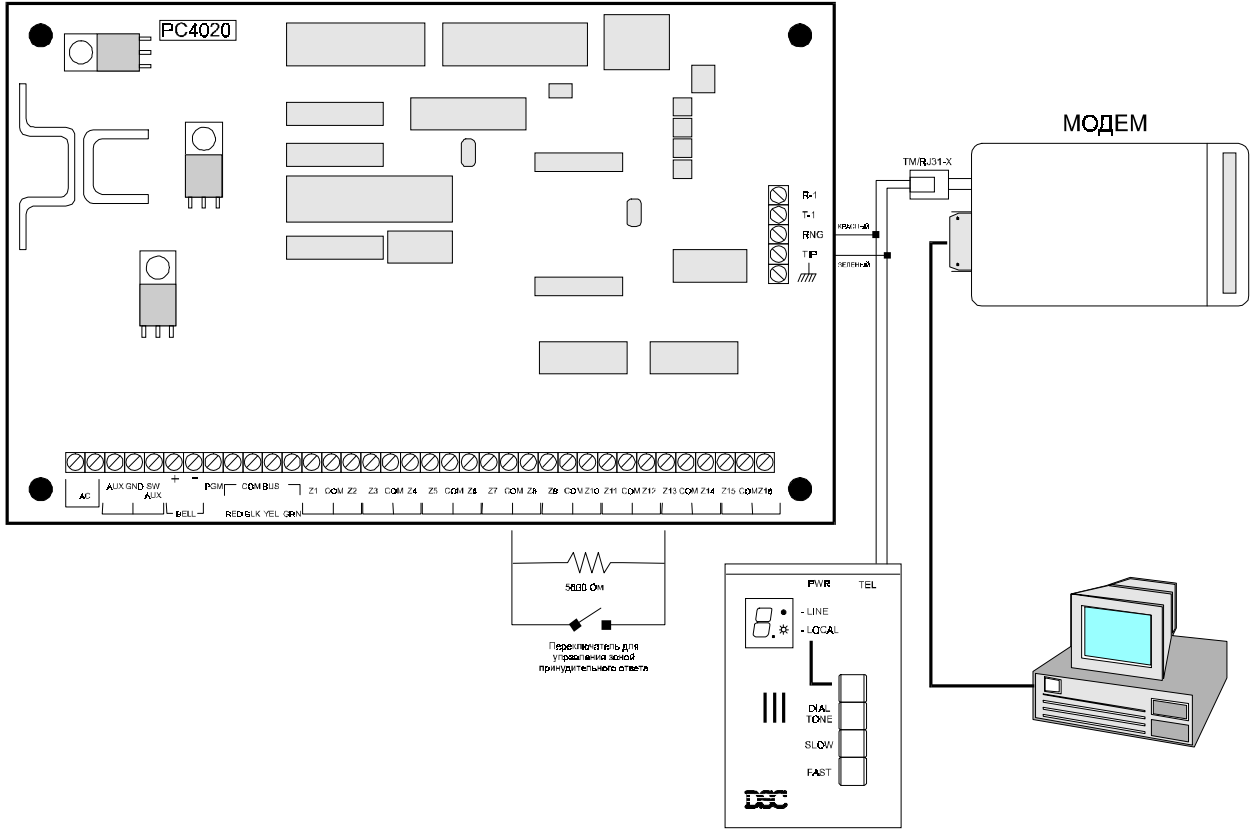 PC4020
МОДЕМ
TM/RJ31-X
R-1
T-1
КРАСНЫЙ
RNG
TIP
ЗЕЛЕНЫЙ
+ -
AC
AUX GND SW
AUX
BELL
PGM
COMBUS
RED BLK YEL GRN
Z1 COM Z2 Z3 COM Z4 Z5 COM Z6 Z7 COM Z8 Z9 COM Z10 Z11 COM Z12 Z13 COM Z14 Z15 COM Z16
5600 Ом
Переключатель для
управления зоной
принудительного ответа
PWR TEL
- LINE
- LOCAL
DIAL
TONE
SLOW
FAST
DSC